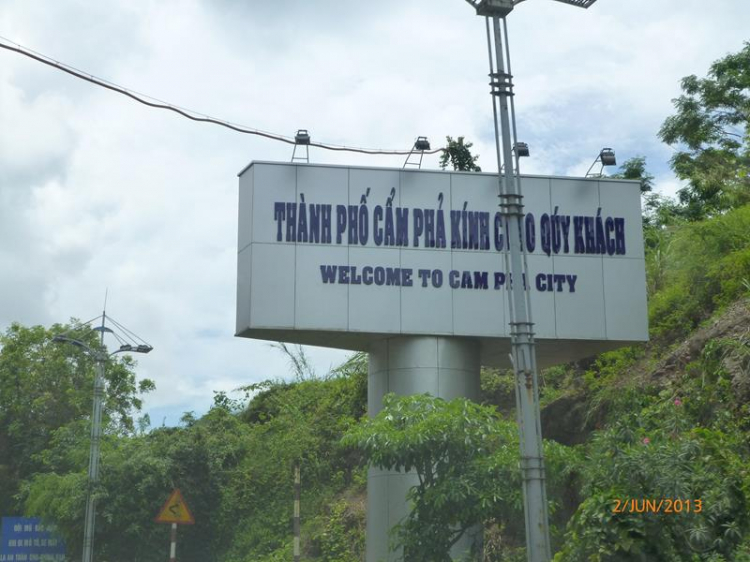 THÀNH PHỐ CẨM PHẢ KÍNH CHÀO QÚY KHÁCH
WELCOME TO CAM PHA CITY
2/JUN/2013